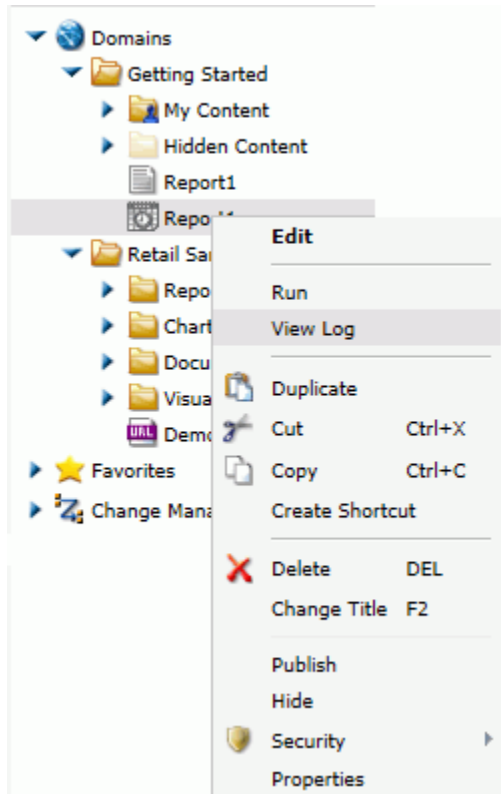 Domains
Getting Started
My Content
Hidden Content
Report1
Repo
Edit
Retail Sa
Repo
Run
Chart
View Log
Docu
Visua
Duplicate
URL Demo
Cut Ctrl+X
Favorites
Copy Ctrl+C
Change Mana
Create Shortcut
Delete DEL
Change Title F2
Publish
Hide
Security
Properties